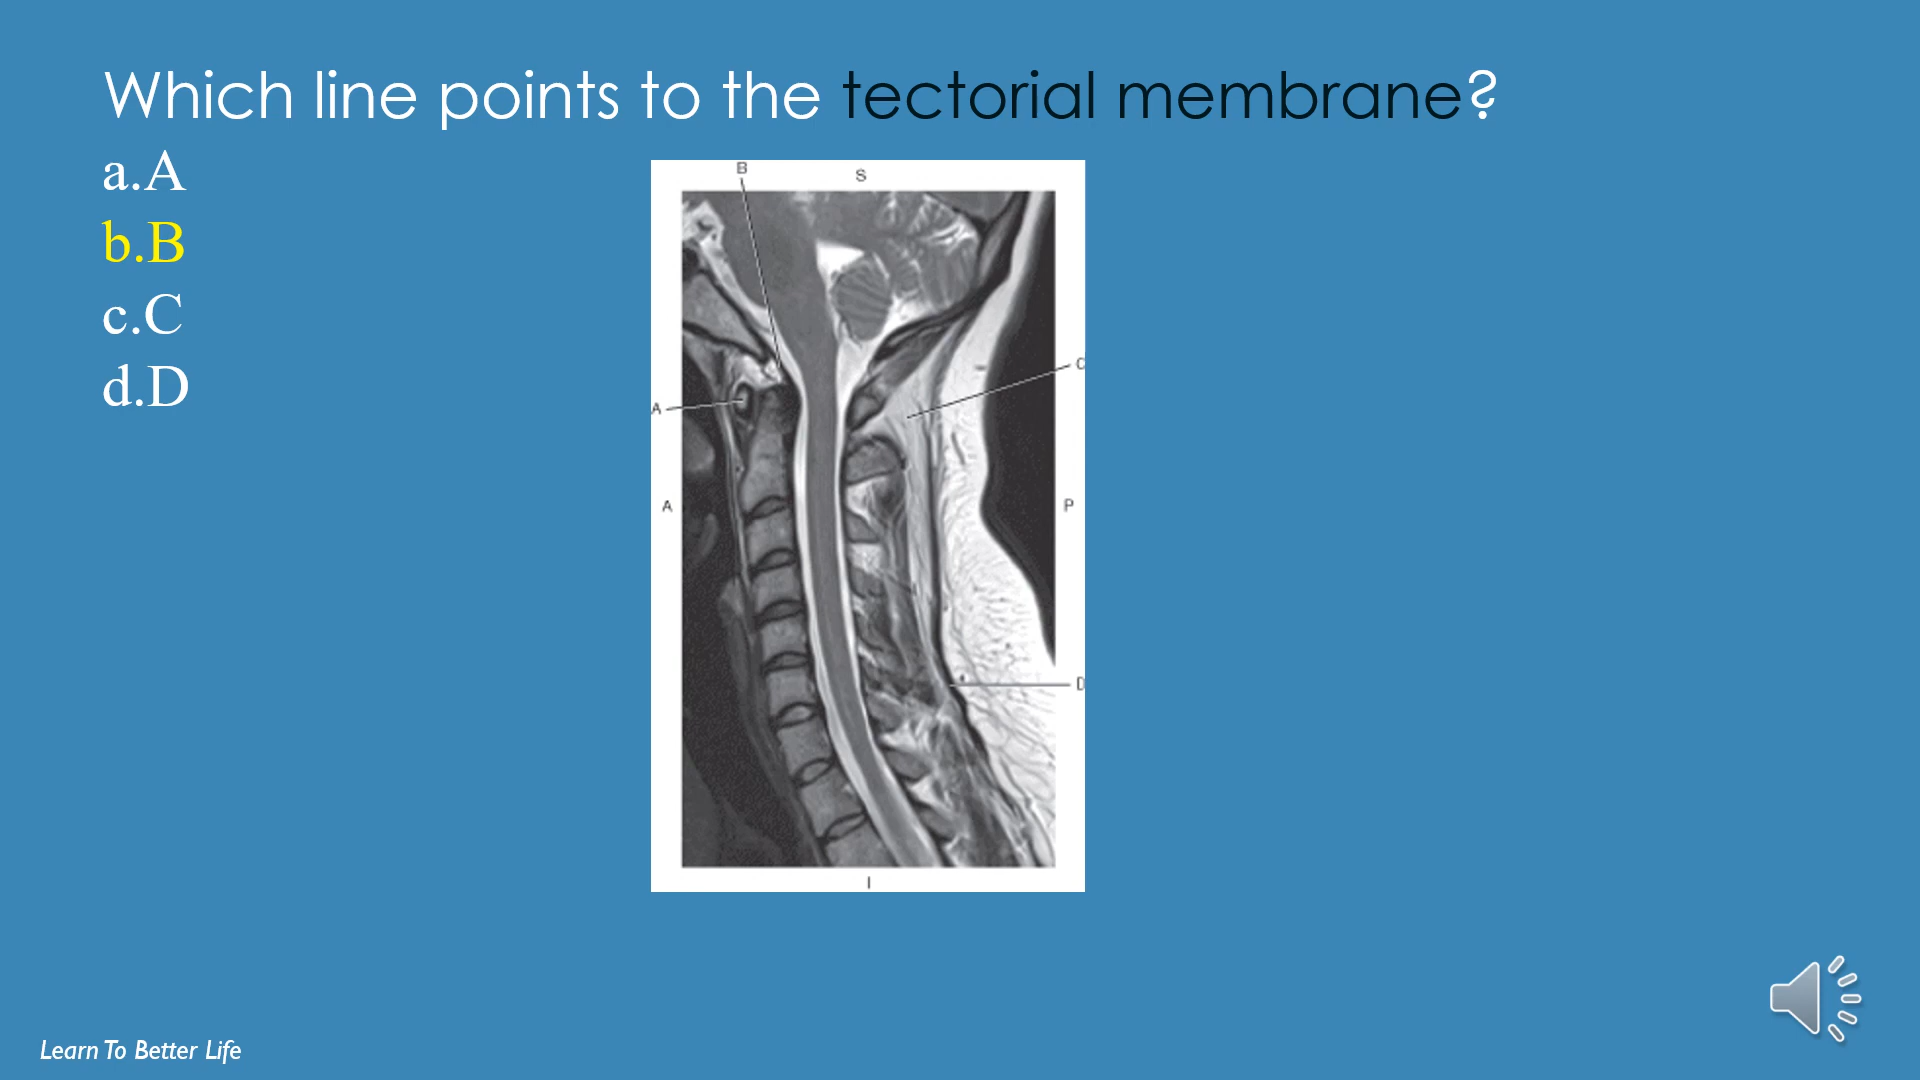 Which line points to the tectorial membrane?
a.A
b.B
c.C
d.D
B
S
C
A
A
P
D
I
Learn To Better Life